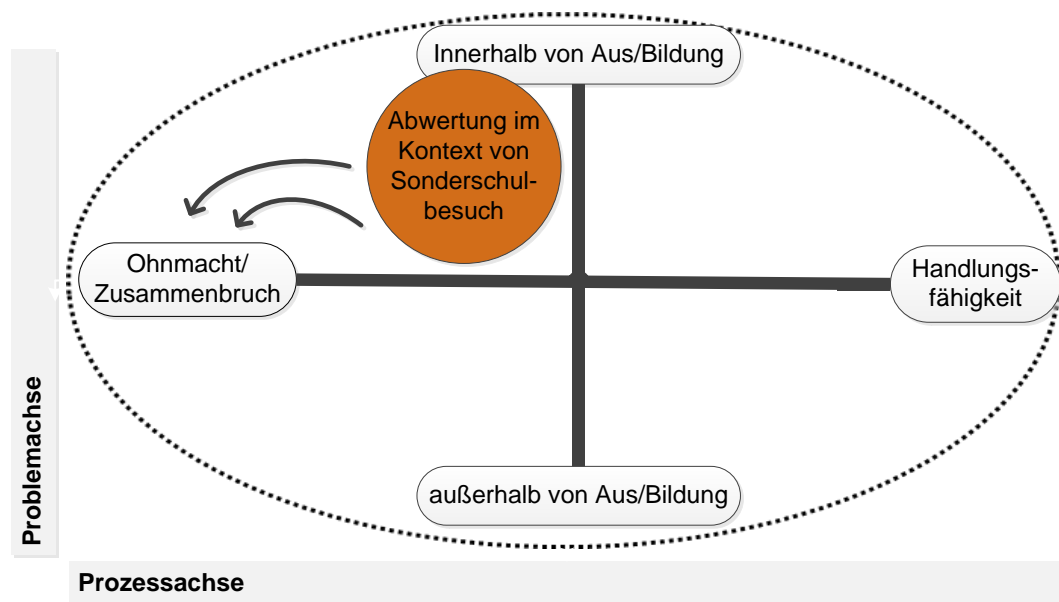 Innerhalb von Aus/Bildung
Abwertung im
Kontext von
Sonderschul-
besuch
Ohnmacht/
Zusammenbruch
Handlungs-
fähigkeit
außerhalb von Aus/Bildung
Problemachse
Prozessachse